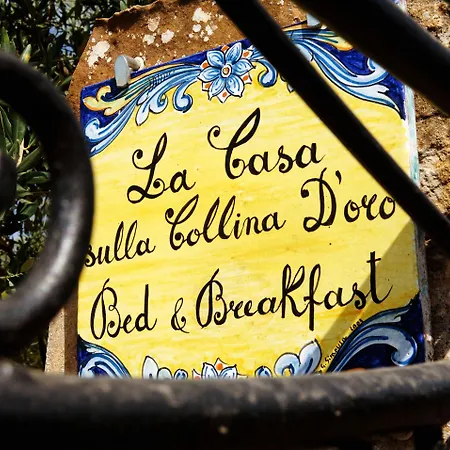 La Casa
sulla Collina D'oro
Bed & Breakfast